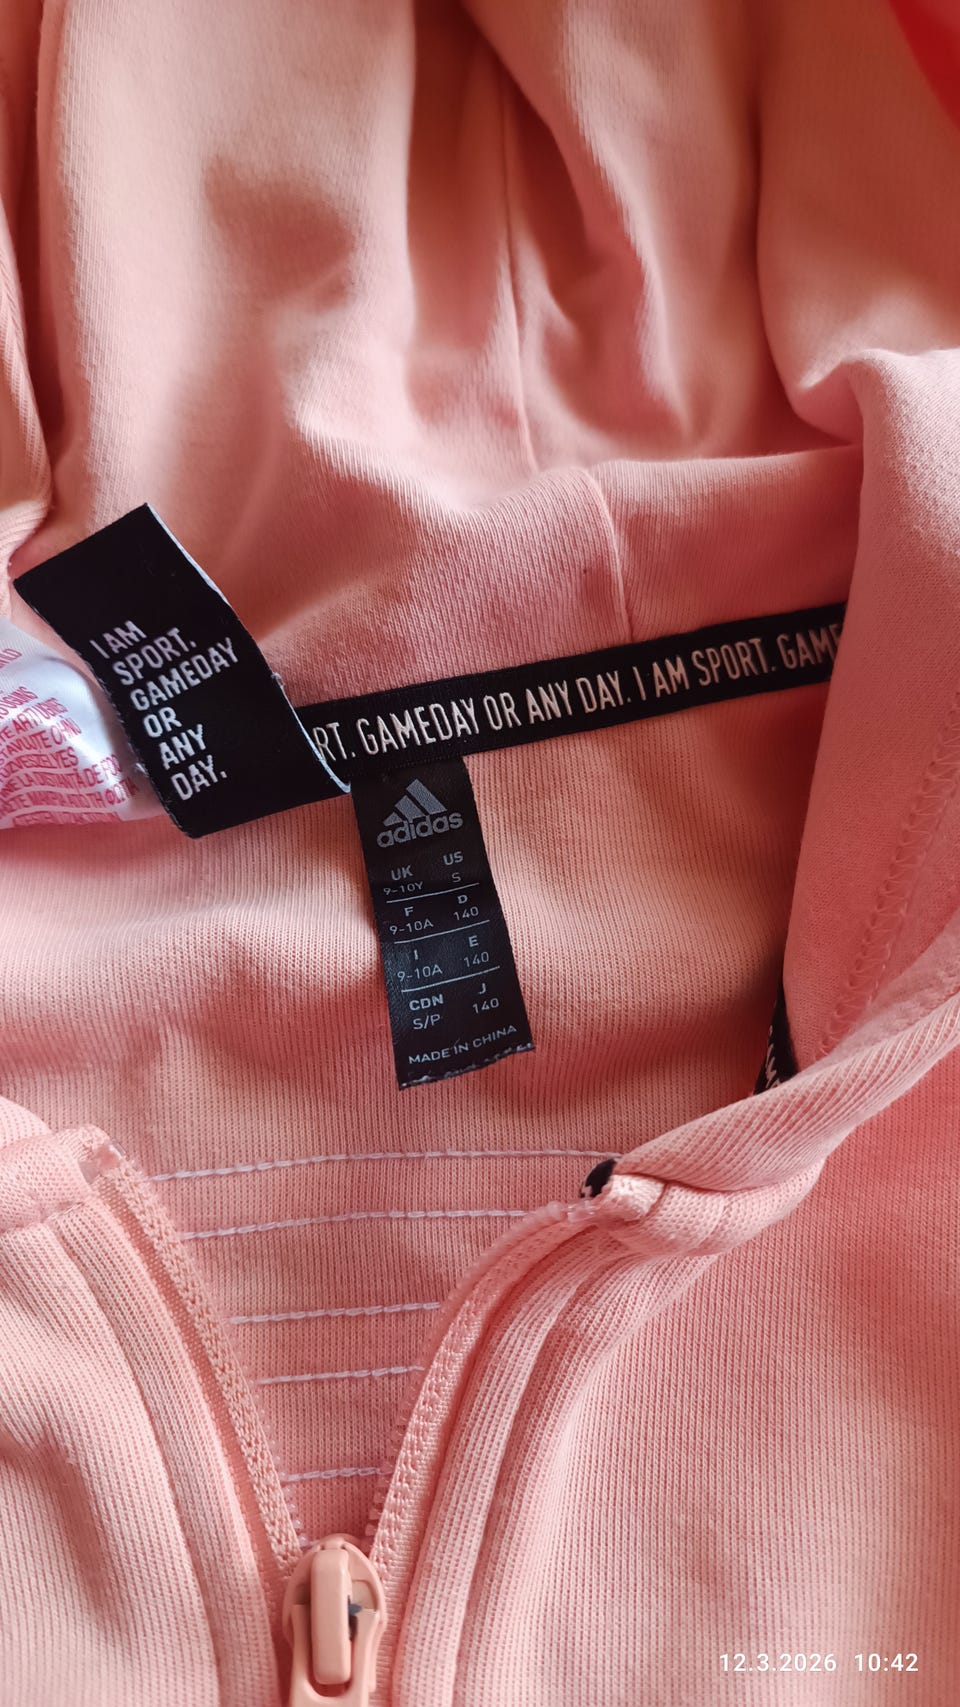 I AM
SPORT.
GAMEDAY
OR
ANY
DAY.
RT. GAMEDAY OR ANY DAY. I AM SPORT. GAME
adidas
UK US
9-10Y S
F D
9-10A 140
I E
9-10A 140
CDN J
S/P 140
MADE IN CHINA
12.3.2026 10:42